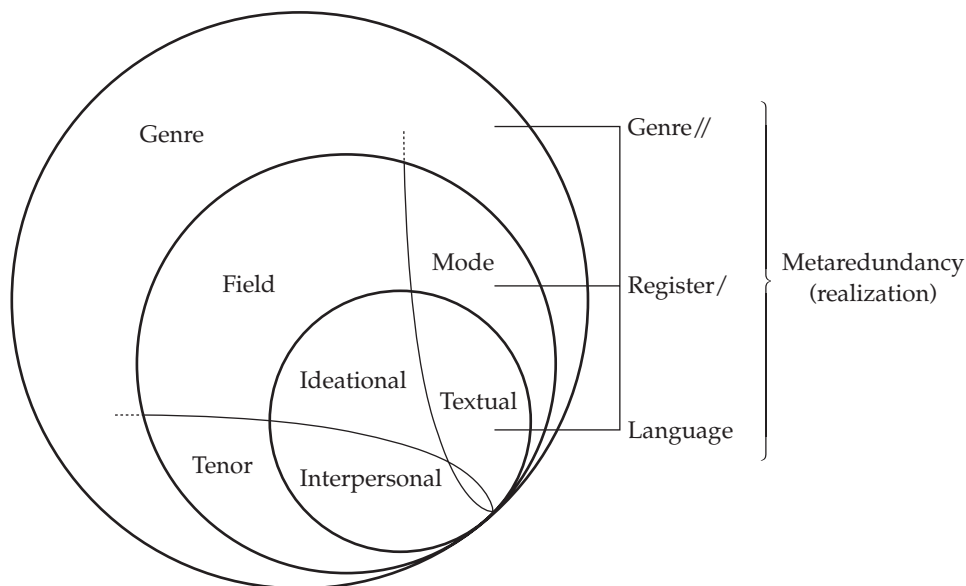 Genre
Genre//
Mode
Field
Register/
Metaredundancy
(realization)
Ideational
Textual
Language
Tenor
Interpersonal